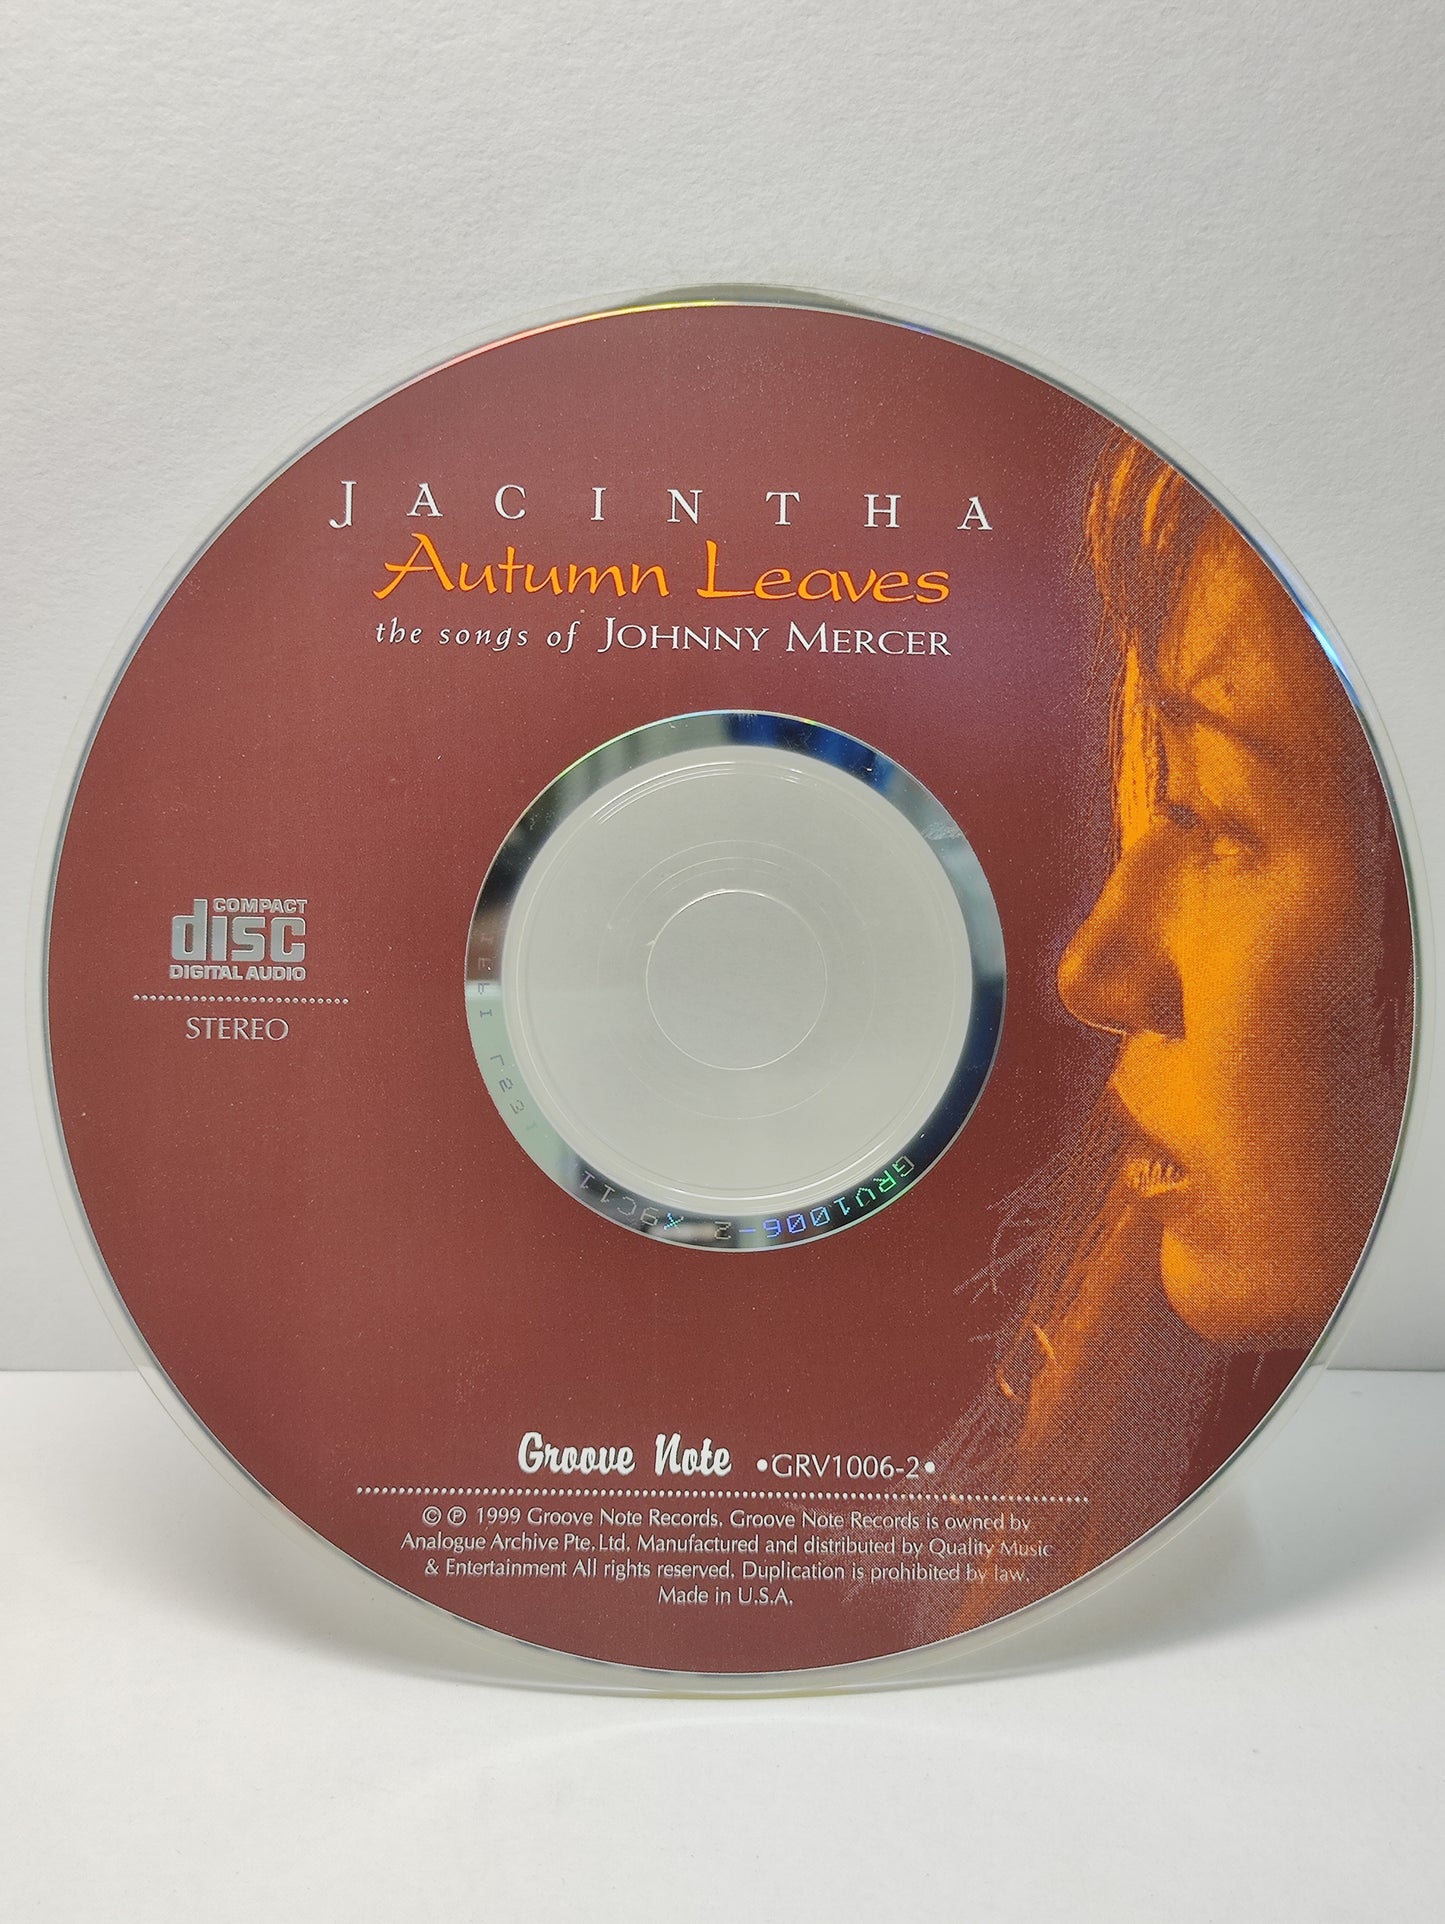 JACINTHA
Autumn Leaves
the songs of JOHNNY MERCER
COMPACT
disc
DIGITAL AUDIO
STEREO
GRV1006-2
Groove Note •GRV1006-2•
© ℗ 1999 Groove Note Records. Groove Note Records is owned by
Analogue Archive Pte. Ltd. Manufactured and distributed by Quality Music
& Entertainment All rights reserved. Duplication is prohibited by law.
Made in U.S.A.